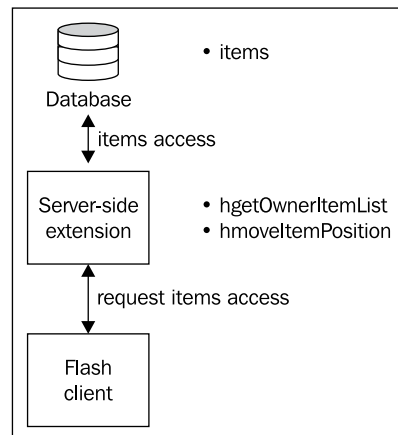 • items
Database
items access
Server-side
extension
• hgetOwnerItemList
• hmoveItemPosition
request items access
Flash
client